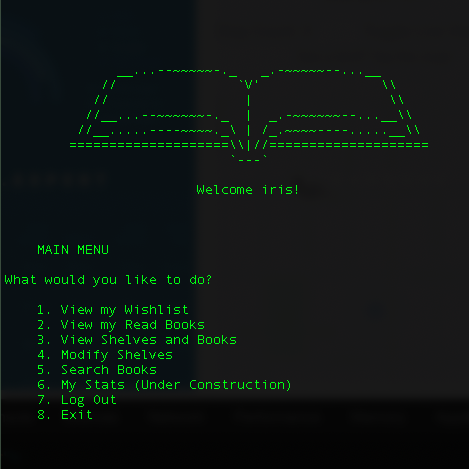 Welcome iris!
MAIN MENU
What would you like to do?
1. View my Wishlist
2. View my Read Books
3. View Shelves and Books
4. Modify Shelves
5. Search Books
6. My Stats (Under Construction)
7. Log Out
8. Exit